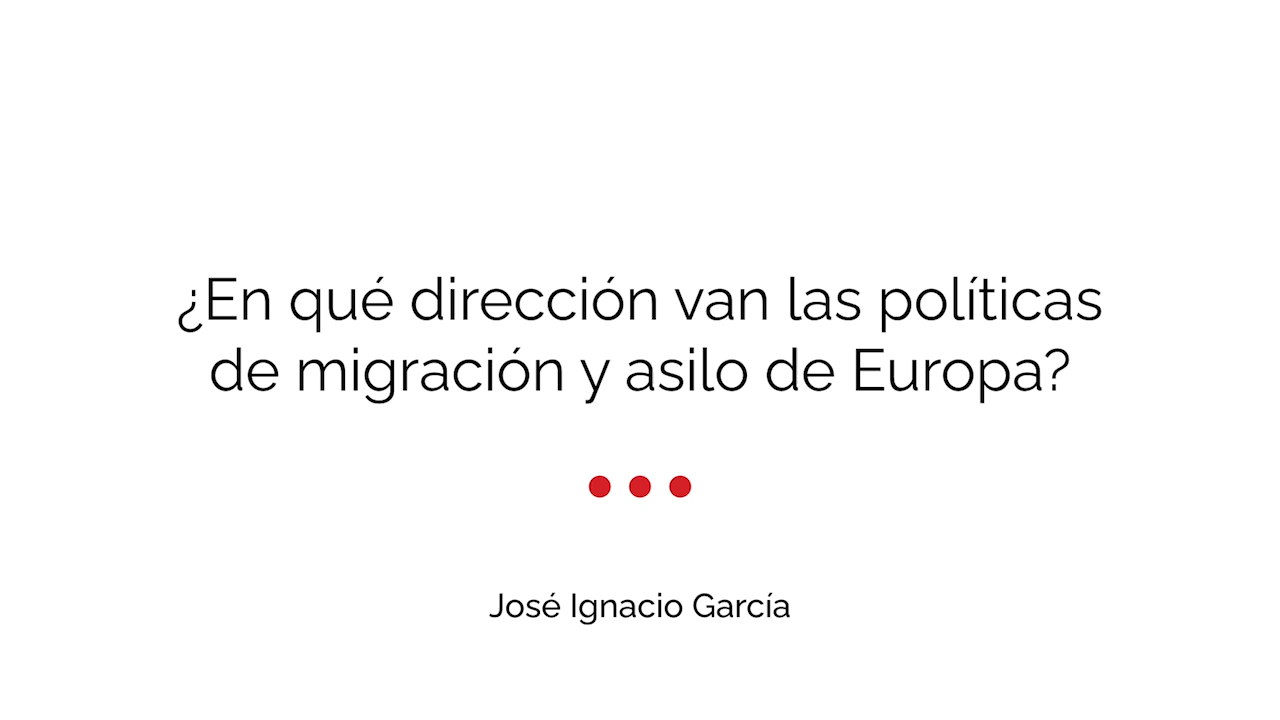 ¿En qué dirección van las políticas
de migración y asilo de Europa?
José Ignacio García